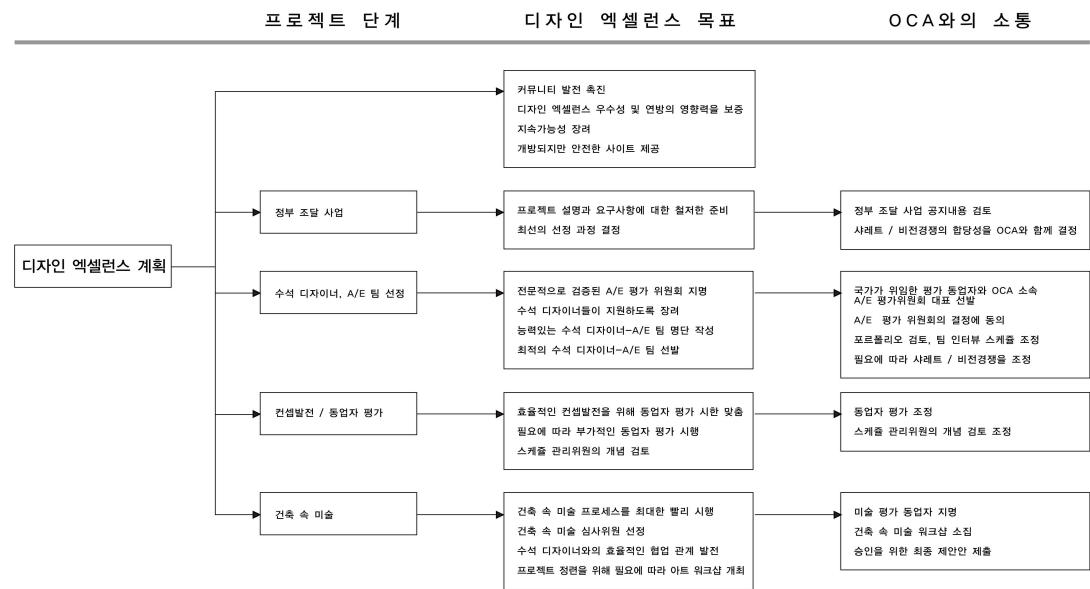 프로젝트 단계
디자인 엑셀런스 목표
OCA와의 소통
커뮤니티 발전 촉진
디자인 엑셀런스 우수성 및 연방의 영향력을 보증
지속가능성 장려
개방되지만 안전한 사이트 제공
정부 조달 사업
프로젝트 설명과 요구사항에 대한 철저한 준비
최선의 선정 과정 결정
정부 조달 사업 공지내용 검토
샤레트 / 비전경쟁의 합당성을 OCA와 함께 결정
디자인 엑셀런스 계획
수석 디자이너, A/E 팀 선정
전문적으로 검증된 A/E 평가 위원회 지명
수석 디자이너들이 지원하도록 장려
능력있는 수석 디자이너–A/E 팀 명단 작성
최적의 수석 디자이너–A/E 팀 선발
국가가 위임한 평가 동업자와 OCA 소속
A/E 평가위원회 대표 선발
A/E 평가 위원회의 결정에 동의
포르폴리오 검토, 팀 인터뷰 스케쥴 조정
필요에 따라 샤레트 / 비전경쟁을 조정
컨셉발전 / 동업자 평가
효율적인 컨셉발전을 위해 동업자 평가 시한 맞춤
필요에 따라 부가적인 동업자 평가 시행
스케쥴 관리위원의 개념 검토
동업자 평가 조정
스케쥴 관리위원의 개념 검토 조정
건축 속 미술
건축 속 미술 프로세스를 최대한 빨리 시행
건축 속 미술 심사위원 선정
수석 디자이너와의 효율적인 협업 관계 발전
프로젝트 정련을 위해 필요에 따라 아트 워크샵 개최
미술 평가 동업자 지명
건축 속 미술 워크샵 소집
승인을 위한 최종 제안안 제출